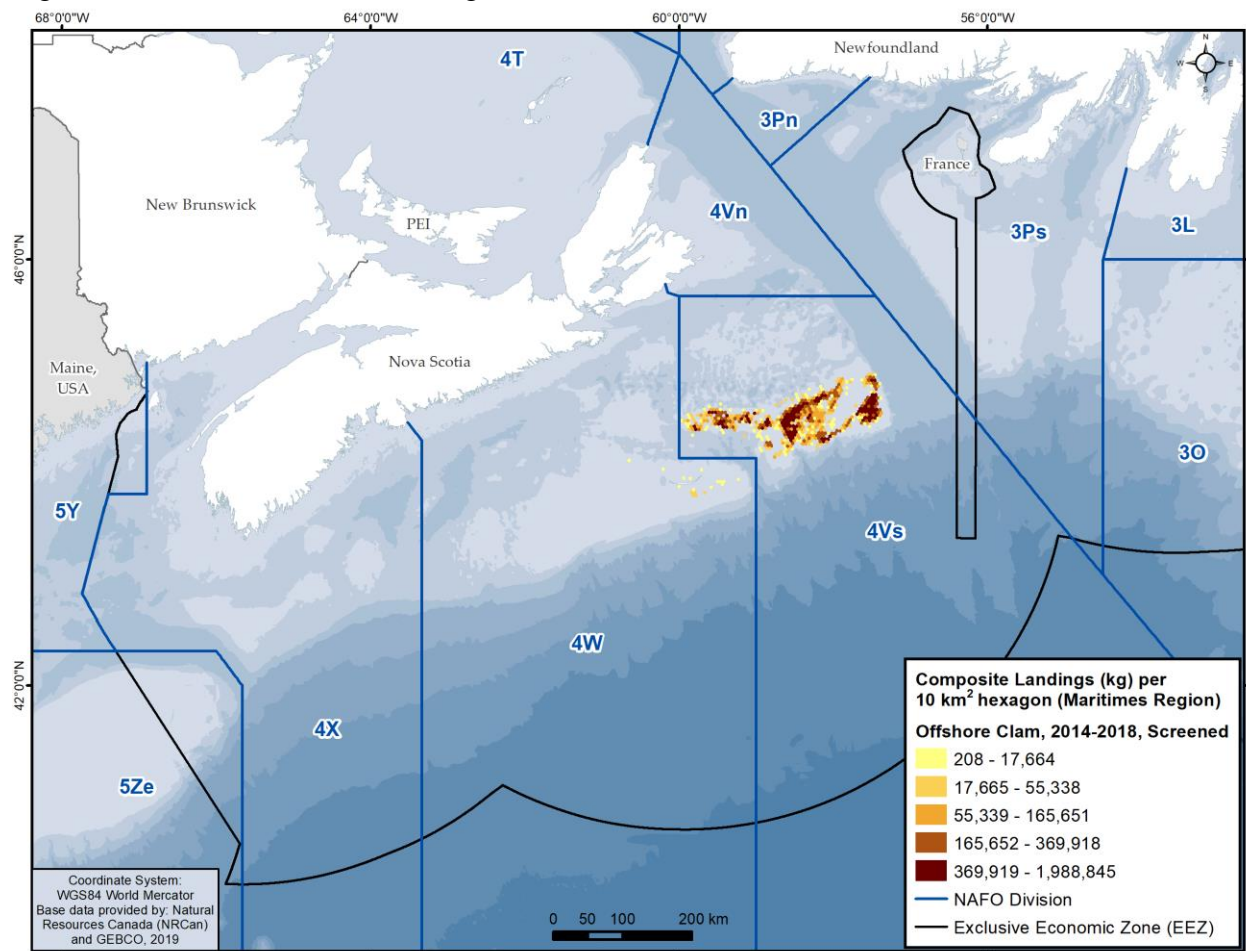 68°0'0"W
64°0'0"W
60°0'0"W
56°0'0"W
Newfoundland
N
W
E
S
4T
3Pn
France
New Brunswick
PEI
4Vn
3Ps
3L
46°0'0"N
Nova Scotia
Maine,
USA
3O
5Y
4Vs
4W
42°0'0"N
4X
5Ze
Composite Landings (kg) per
10 km² hexagon (Maritimes Region)
Offshore Clam, 2014-2018, Screened
208 - 17,664
17,665 - 55,338
55,339 - 165,651
165,652 - 369,918
369,919 - 1,988,845
NAFO Division
Exclusive Economic Zone (EEZ)
Coordinate System:
WGS84 World Mercator
Base data provided by: Natural
Resources Canada (NRCan)
and GEBCO, 2019
0 50 100 200 km